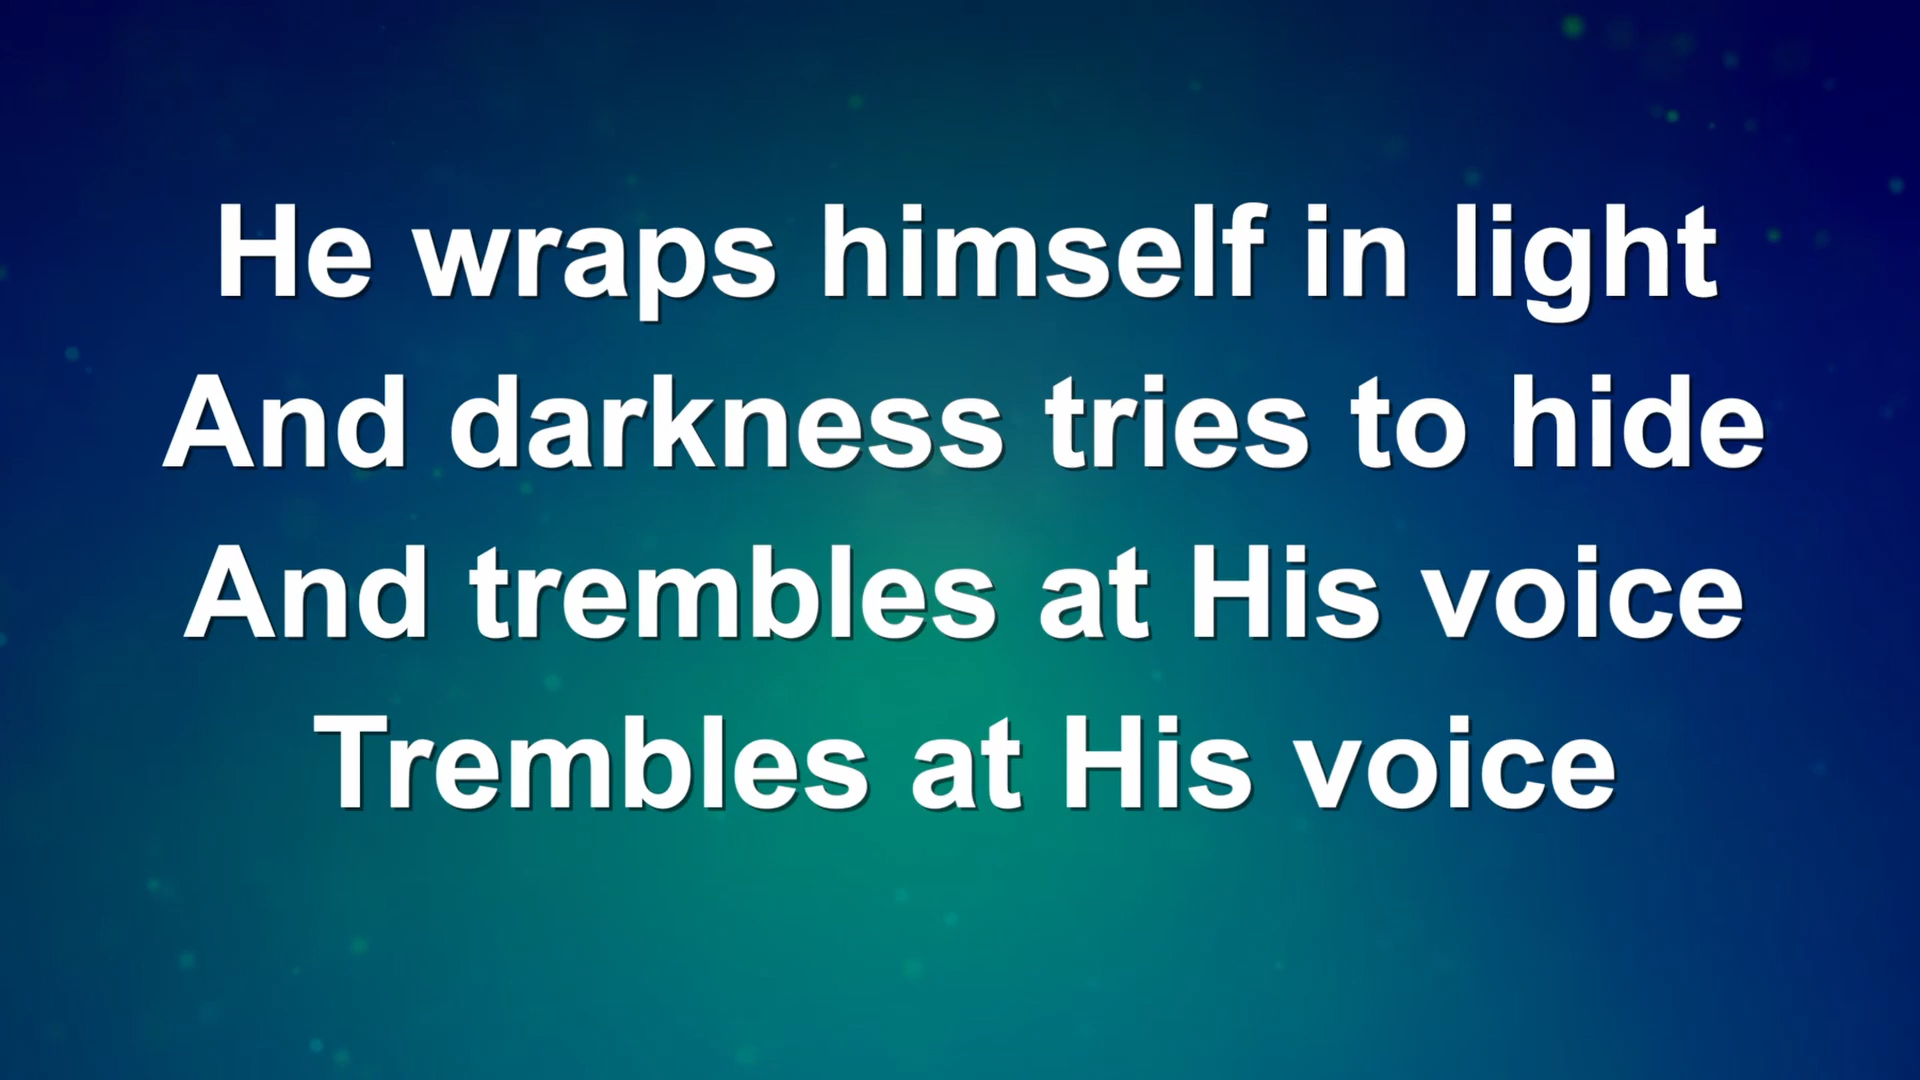 He wraps himself in light
And darkness tries to hide
And trembles at His voice
Trembles at His voice